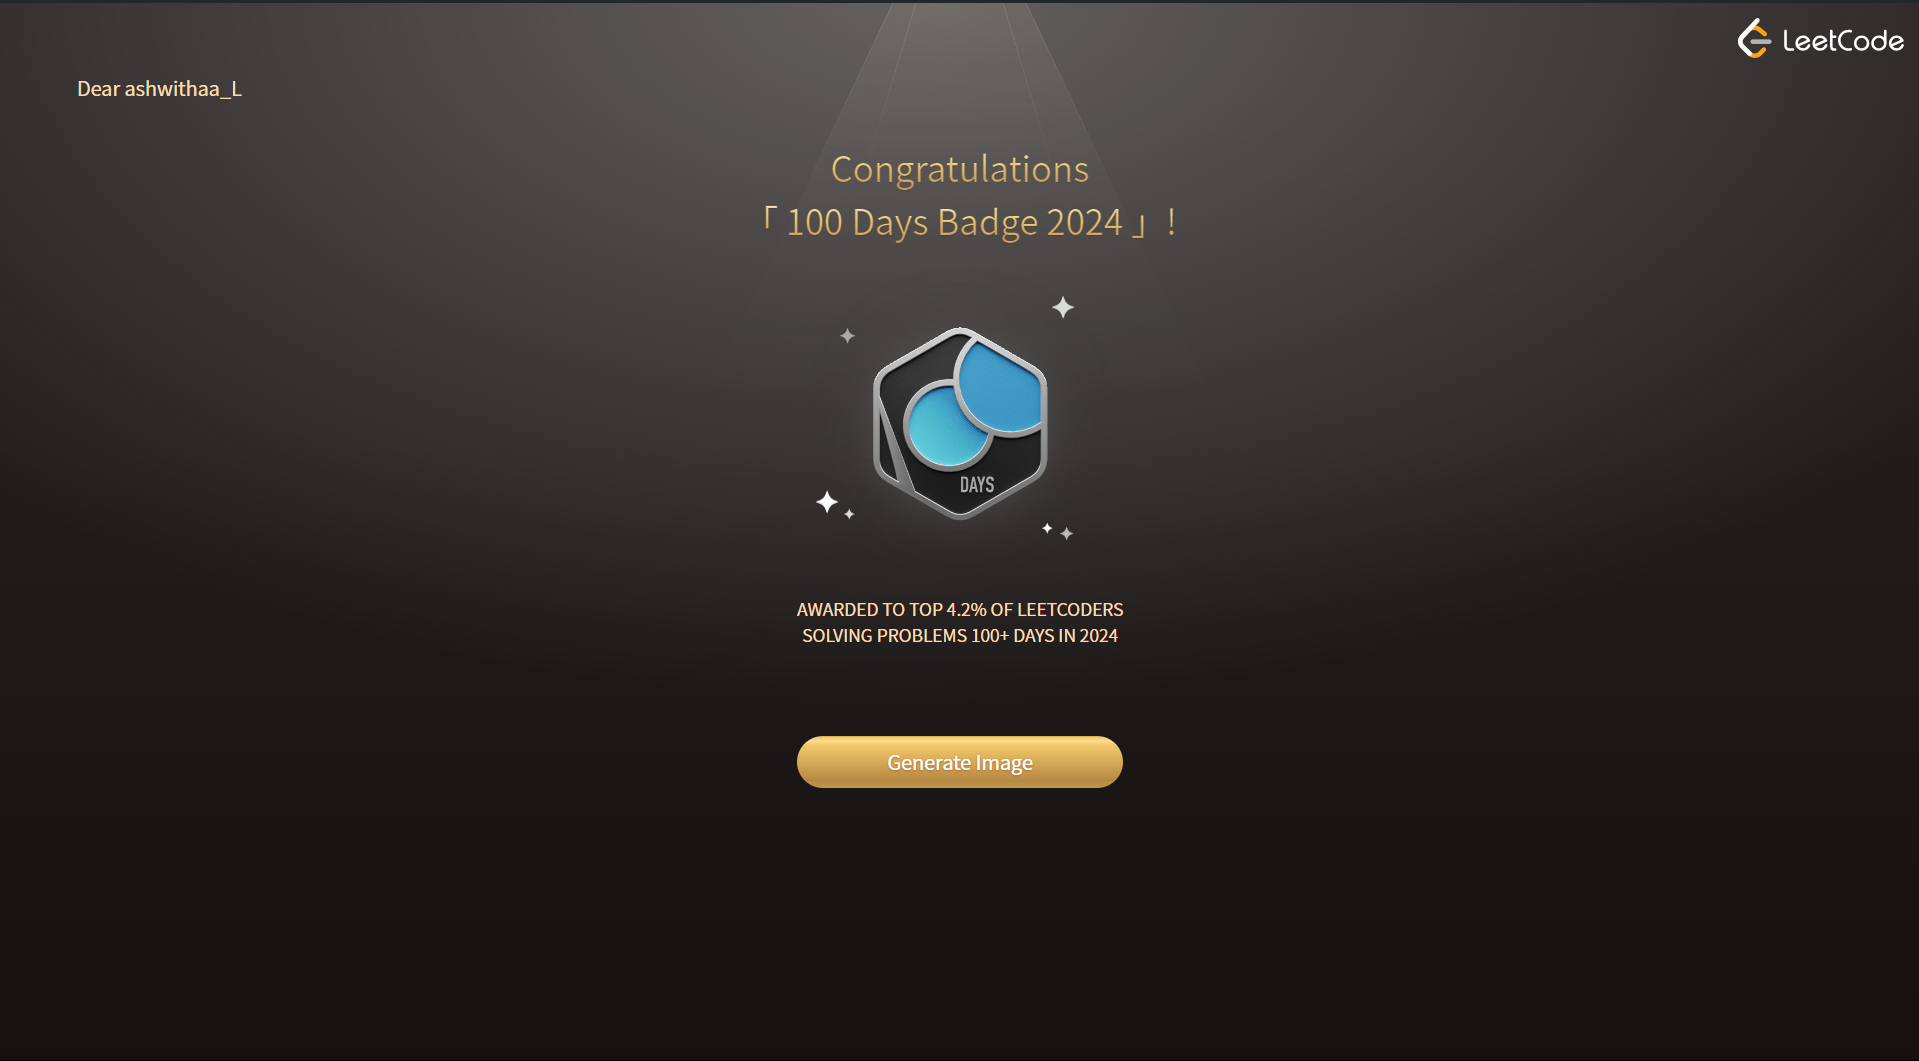 LeetCode
Dear ashwithaa_L
Congratulations
「 100 Days Badge 2024 」!
DAYS
AWARDED TO TOP 4.2% OF LEETCODERS
SOLVING PROBLEMS 100+ DAYS IN 2024
Generate Image